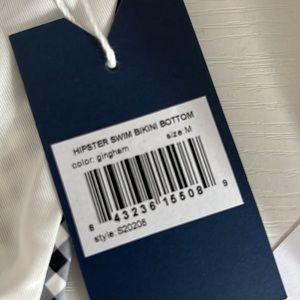 HIPSTER SWIM BIKINI BOTTOM
color: gingham size:M
8 43236 15508 9
style:S20208